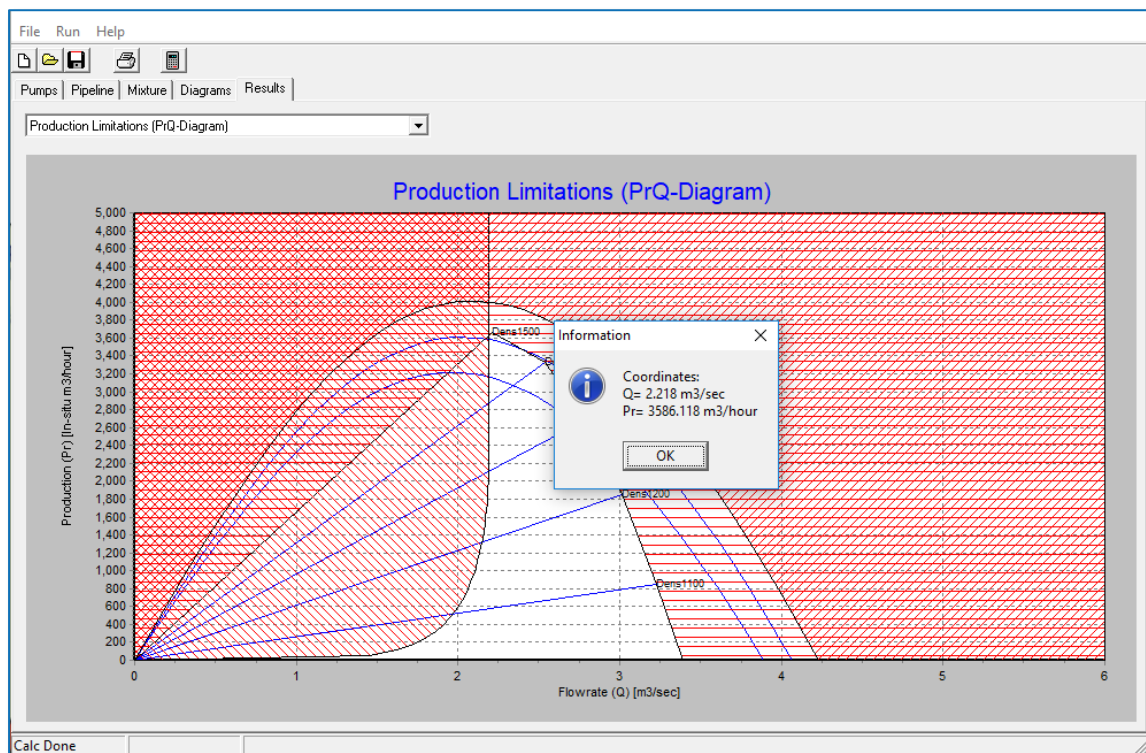 File Run Help
Pumps Pipeline Mixture Diagrams Results
Production Limitations (PrQ-Diagram)
Production Limitations (PrQ-Diagram)
5,000
4,800
4,600
4,400
4,200
4,000
3,800
3,600
3,400
3,200
3,000
2,800
2,600
2,400
2,200
2,000
1,800
1,600
1,400
1,200
1,000
800
600
400
200
0
Production (Pr) [In-situ m3/hour]
Dens1500
Information
Coordinates:
Q= 2.218 m3/sec
Pr= 3586.118 m3/hour
OK
Dens1200
Dens1100
0 1 2 3 4 5 6
Flowrate (Q) [m3/sec]
Calc Done